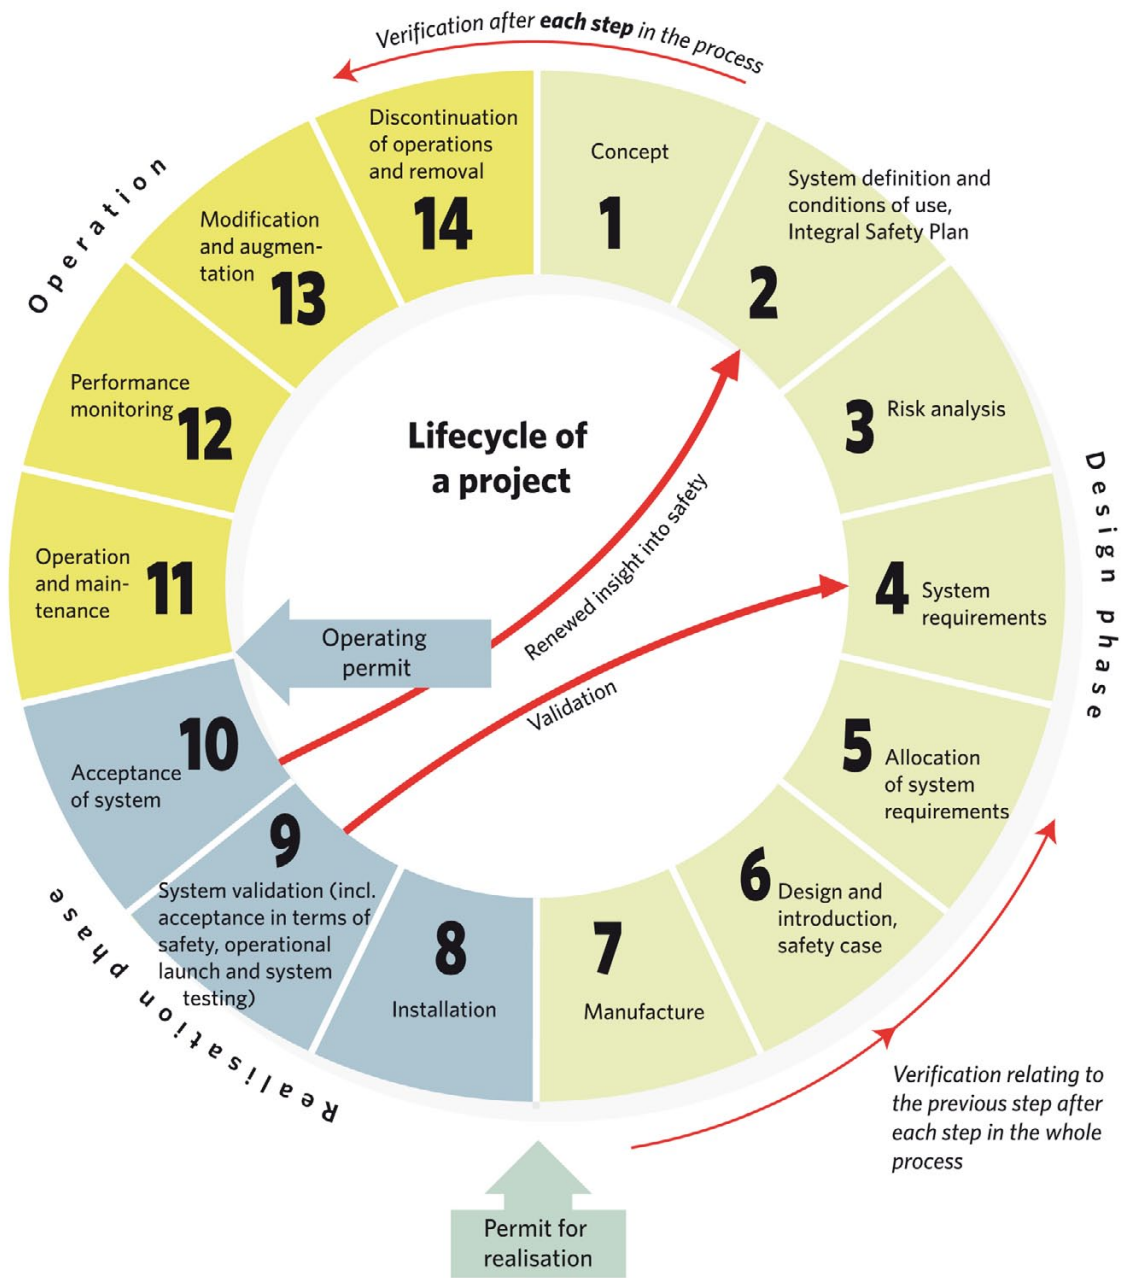 Verification after each step in the process
Lifecycle of
a project
Concept
1
System definition and
conditions of use,
Integral Safety Plan
2
3
Risk analysis
4
System
requirements
5
Allocation
of system
requirements
6
Design and
introduction,
safety case
7
Manufacture
8
Installation
9
System validation (incl.
acceptance in terms of
safety, operational
launch and system
testing)
10
Acceptance
of system
11
Operation
and main-
tenance
12
Performance
monitoring
13
Modification
and augmen-
tation
14
Discontinuation
of operations
and removal
Operation
Design phase
Realisation phase
Operating
permit
Renewed insight into safety
Validation
Verification relating to
the previous step after
each step in the whole
process
Permit for
realisation